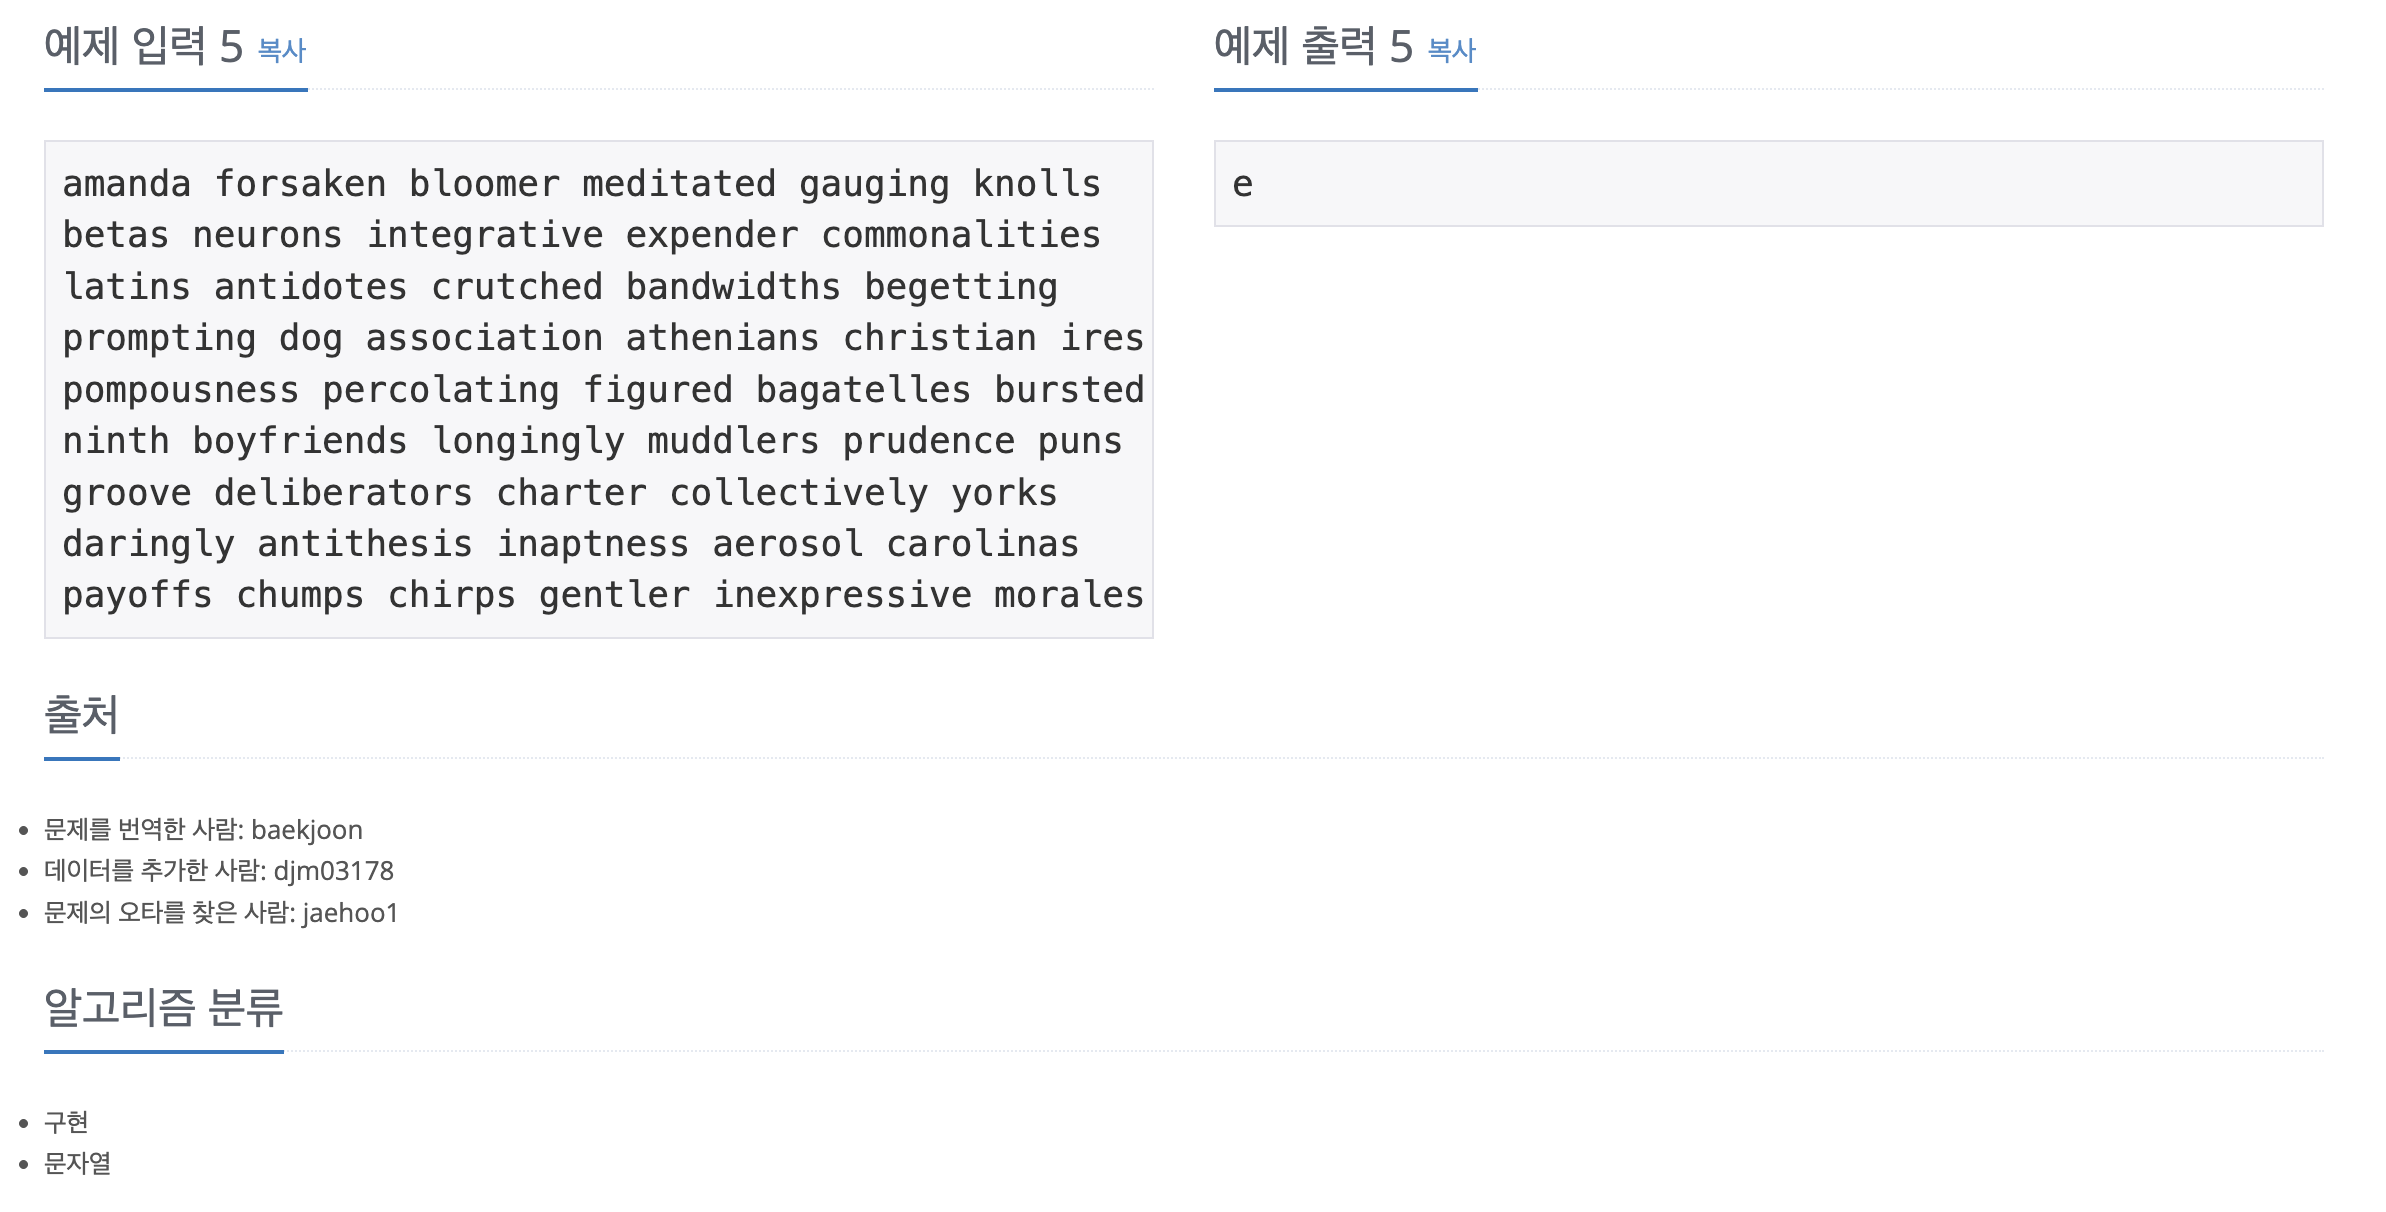 예제 입력 5 복사
amanda forsaken bloomer meditated gauging knolls
betas neurons integrative expender commonalities
latins antidotes crutched bandwidths begetting
prompting dog association athenians christian ires
pompousness percolating figured bagatelles bursted
ninth boyfriends longingly muddlers prudence puns
groove deliberators charter collectively yorks
daringly antithesis inaptness aerosol carolinas
payoffs chumps chirps gentler inexpressive morales
예제 출력 5 복사
e
출처
문제를 번역한 사람: baekjoon
데이터를 추가한 사람: djm03178
문제의 오타를 찾은 사람: jaehoo1
알고리즘 분류
구현
문자열